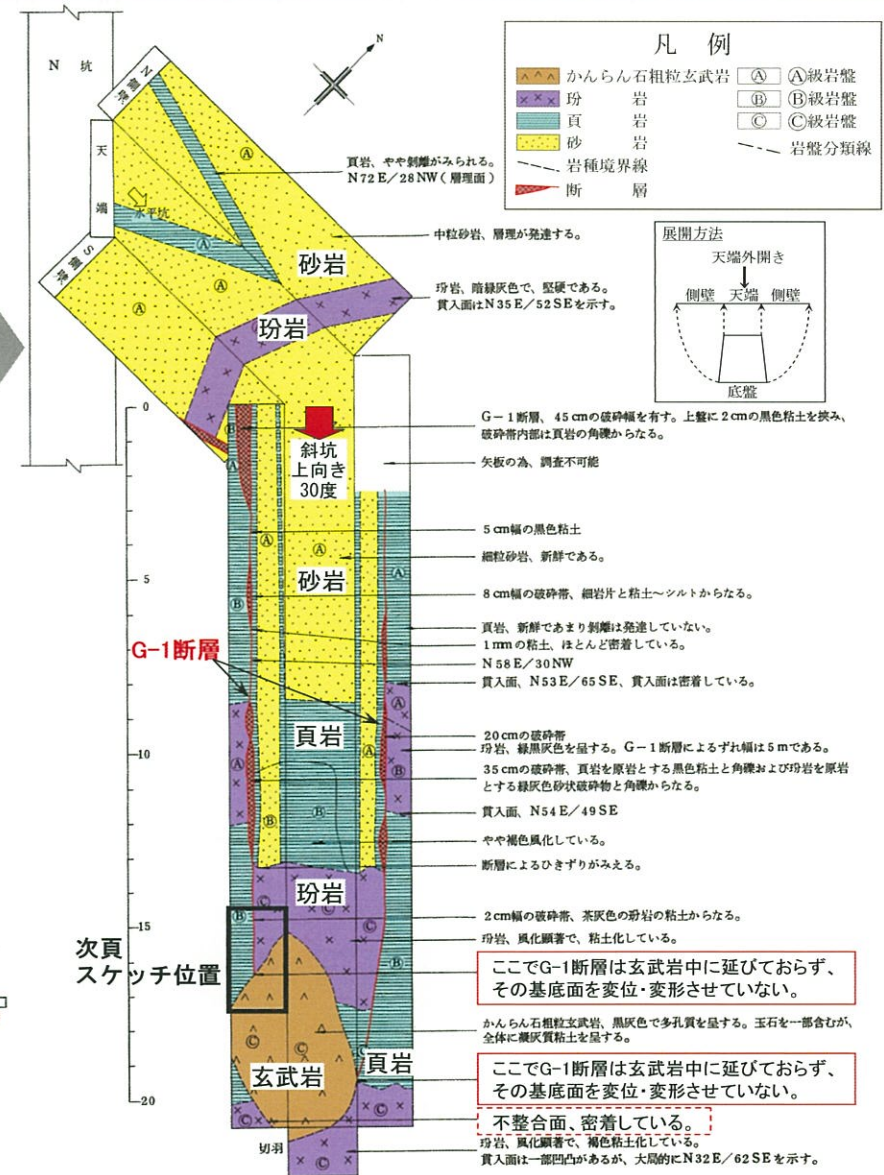 N 坑
N 側壁
天端
S 側壁
水平坑
N
凡例
かんらん石粗粒玄武岩
玢岩
頁岩
砂岩
岩種境界線
断層
Ⓐ Ⓐ級岩盤
Ⓑ Ⓑ級岩盤
Ⓒ Ⓒ級岩盤
岩盤分類線
展開方法
天端外開き
側壁 天端 側壁
底盤
頁岩、やや剝離がみられる。
N72E/28NW(層理面)
中粒砂岩、層理が発達する。
砂岩
玢岩、暗緑灰色で、堅硬である。
貫入面はN35E/52SEを示す。
玢岩
0
G-1断層、45cmの破砕幅を有す。上盤に2cmの黒色粘土を挟み、
破砕帯内部は頁岩の角礫からなる。
斜坑
上向き
30度
矢板の為、調査不可能
5cm幅の黒色粘土
細粒砂岩、新鮮である。
砂岩
5
8cm幅の破砕帯、細岩片と粘土~シルトからなる。
頁岩、新鮮であまり剝離は発達していない。
1mmの粘土、ほとんど密着している。
G-1断層
N58E/30NW
貫入面、N53E/65SE、貫入面は密着している。
頁岩
20cmの破砕帯
10
玢岩、緑黒灰色を呈する。G-1断層によるずれ幅は5mである。
35cmの破砕帯、頁岩を原岩とする黒色粘土と角礫および玢岩を原岩
とする緑灰色砂状破砕物と角礫からなる。
貫入面、N54E/49SE
やや褐色風化している。
断層によるひきずりがみえる。
玢岩
2cm幅の破砕帯、茶灰色の玢岩の粘土からなる。
15
玢岩、風化顕著で、粘土化している。
次頁
スケッチ位置
ここでG-1断層は玄武岩中に延びておらず、
その基底面を変位・変形させていない。
かんらん石粗粒玄武岩、黒灰色で多孔質を呈する。玉石を一部含むが、
全体に凝灰質粘土を呈する。
玄武岩
頁岩
ここでG-1断層は玄武岩中に延びておらず、
その基底面を変位・変形させていない。
20
不整合面、密着している。
切羽
玢岩、風化顕著で、褐色粘土化している。
貫入面は一部凹凸があるが、大局的にN32E/62SEを示す。